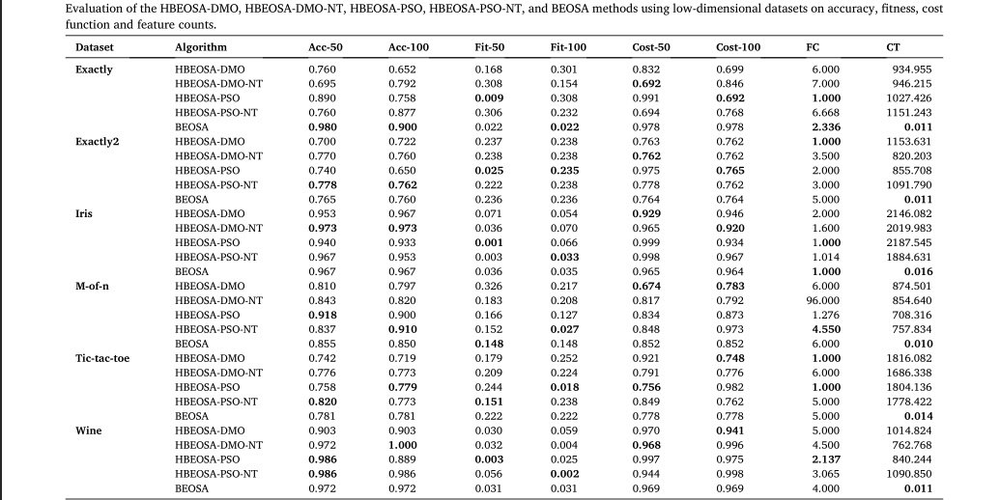 Evaluation of the HBEOSA-DMO, HBEOSA-DMO-NT, HBEOSA-PSO, HBEOSA-PSO-NT, and BEOSA methods using low-dimensional datasets on accuracy, fitness, cost
function and feature counts.
Dataset Algorithm Acc-50 Acc-100 Fit-50 Fit-100 Cost-50 Cost-100 FC CT
Exactly HBEOSA-DMO 0.760 0.652 0.168 0.301 0.832 0.699 6.000 934.955
HBEOSA-DMO-NT 0.695 0.792 0.308 0.154 0.692 0.846 7.000 946.215
HBEOSA-PSO 0.890 0.758 0.009 0.308 0.991 0.692 1.000 1027.426
HBEOSA-PSO-NT 0.760 0.877 0.306 0.232 0.694 0.768 6.668 1151.243
BEOSA 0.980 0.900 0.022 0.022 0.978 0.978 2.336 0.011
Exactly2 HBEOSA-DMO 0.700 0.722 0.237 0.238 0.763 0.762 1.000 1153.631
HBEOSA-DMO-NT 0.770 0.760 0.238 0.238 0.762 0.762 3.500 820.203
HBEOSA-PSO 0.740 0.650 0.025 0.235 0.975 0.765 2.000 855.708
HBEOSA-PSO-NT 0.778 0.762 0.222 0.238 0.778 0.762 3.000 1091.790
BEOSA 0.765 0.760 0.236 0.236 0.764 0.764 5.000 0.011
Iris HBEOSA-DMO 0.953 0.967 0.071 0.054 0.929 0.946 2.000 2146.082
HBEOSA-DMO-NT 0.973 0.973 0.036 0.070 0.965 0.920 1.600 2019.983
HBEOSA-PSO 0.940 0.933 0.001 0.066 0.999 0.934 1.000 2187.545
HBEOSA-PSO-NT 0.967 0.953 0.003 0.033 0.998 0.967 1.014 1884.631
BEOSA 0.967 0.967 0.036 0.035 0.965 0.964 1.000 0.016
M-of-n HBEOSA-DMO 0.810 0.797 0.326 0.217 0.674 0.783 6.000 874.501
HBEOSA-DMO-NT 0.843 0.820 0.183 0.208 0.817 0.792 96.000 854.640
HBEOSA-PSO 0.918 0.900 0.166 0.127 0.834 0.873 1.276 708.316
HBEOSA-PSO-NT 0.837 0.910 0.152 0.027 0.848 0.973 4.550 757.834
BEOSA 0.855 0.850 0.148 0.148 0.852 0.852 6.000 0.010
Tic-tac-toe HBEOSA-DMO 0.742 0.719 0.179 0.252 0.921 0.748 1.000 1816.082
HBEOSA-DMO-NT 0.776 0.773 0.209 0.224 0.791 0.776 6.000 1686.338
HBEOSA-PSO 0.758 0.779 0.244 0.018 0.756 0.982 1.000 1804.136
HBEOSA-PSO-NT 0.820 0.773 0.151 0.238 0.849 0.762 5.000 1778.422
BEOSA 0.781 0.781 0.222 0.222 0.778 0.778 5.000 0.014
Wine HBEOSA-DMO 0.903 0.903 0.030 0.059 0.970 0.941 5.000 1014.824
HBEOSA-DMO-NT 0.972 1.000 0.032 0.004 0.968 0.996 4.500 762.768
HBEOSA-PSO 0.986 0.889 0.003 0.025 0.997 0.975 2.137 840.244
HBEOSA-PSO-NT 0.986 0.986 0.056 0.002 0.944 0.998 3.065 1090.850
BEOSA 0.972 0.972 0.031 0.031 0.969 0.969 4.000 0.011